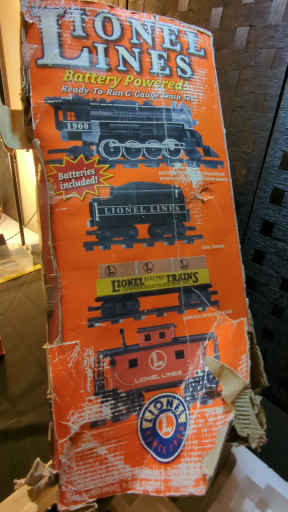 LIONEL
LINES
Battery Powered!
Ready-To-Run G-Gauge Train Set
1900
Batteries
included!
LIONEL LINES
L L L
LIONEL ELECTRIC TRAINS
L
LIONEL LINES
LIONEL
L